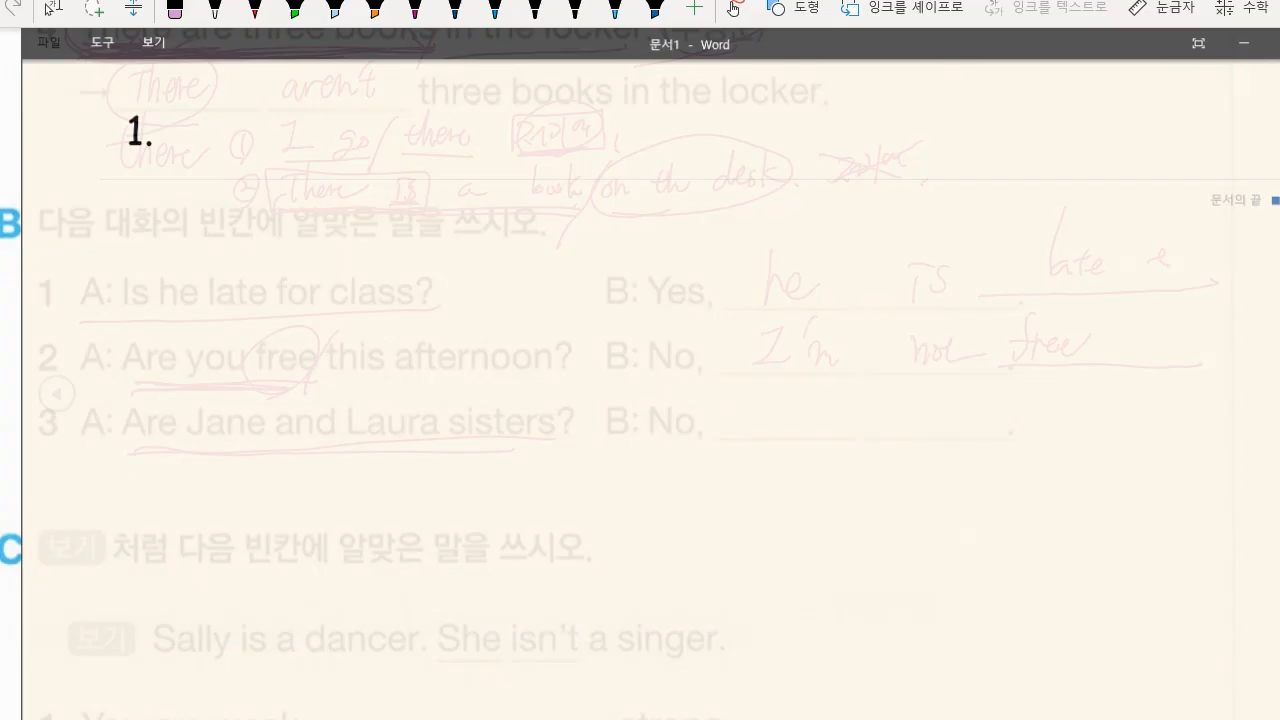 도형 잉크를 셰이프로 잉크를 텍스트로 눈금자 수학
are three books in the locker.
파일 도구 보기 문서1 - Word
→ There aren't three books in the locker.
1.
there ① I go / there
② There is a book / on th desk.
문서의 끝
B 다음 대화의 빈칸에 알맞은 말을 쓰시오.
1 A: Is he late for class? B: Yes, he is late
2 A: Are you free this afternoon? B: No, I'm not free
3 A: Are Jane and Laura sisters? B: No,
C 보기 처럼 다음 빈칸에 알맞은 말을 쓰시오.
보기 Sally is a dancer. She isn't a singer.